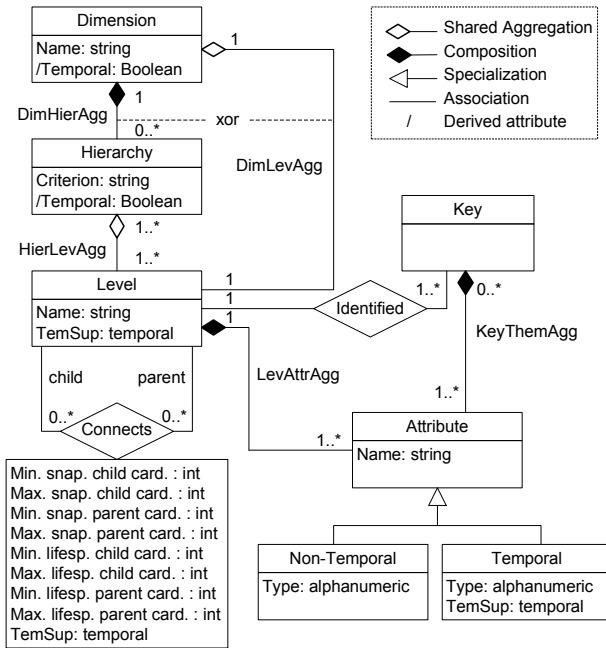 Dimension
Name: string
/Temporal: Boolean
1
1
DimHierAgg
0..*
xor
Hierarchy
Criterion: string
/Temporal: Boolean
DimLevAgg
1..*
HierLevAgg
1..*
Level
Name: string
TemSup: temporal
1
1
1
Identified
1..*
Key
0..*
KeyThemAgg
1..*
LevAttrAgg
1..*
child
parent
0..*
0..*
Connects
Min. snap. child card. : int
Max. snap. child card. : int
Min. snap. parent card. : int
Max. snap. parent card. : int
Min. lifesp. child card. : int
Max. lifesp. child card. : int
Min. lifesp. parent card. : int
Max. lifesp. parent card. : int
TemSup: temporal
Attribute
Name: string
Non-Temporal
Type: alphanumeric
Temporal
Type: alphanumeric
TemSup: temporal
Shared Aggregation
Composition
Specialization
Association
/ Derived attribute